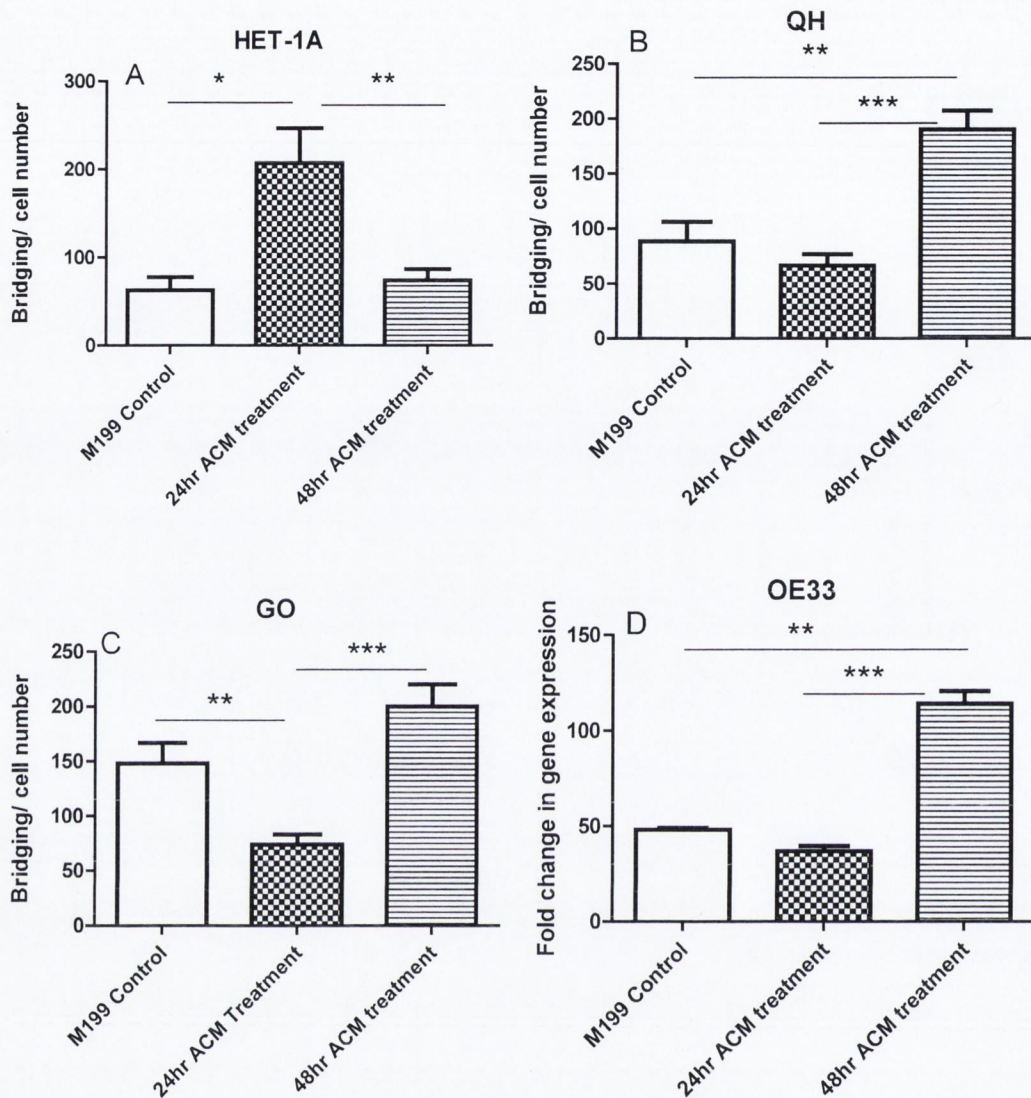 HET-1A
A
*
**
Bridging/ cell number
300
200
100
0
M199 Control
24hr ACM treatment
48hr ACM treatment
QH
B
**
***
Bridging/ cell number
250
200
150
100
50
0
M199 Control
24hr ACM treatment
48hr ACM treatment
GO
C
**
***
Bridging/ cell number
250
200
150
100
50
0
M199 Control
24hr ACM Treatment
48hr ACM treatment
OE33
D
**
***
Fold change in gene expression
150
100
50
0
M199 Control
24hr ACM treatment
48hr ACM treatment